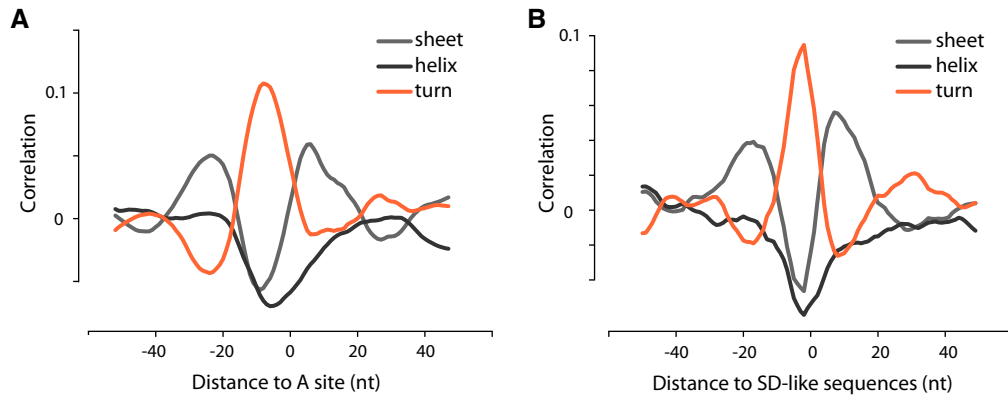 A
sheet
helix
turn
0.1
0
Correlation
-40 -20 0 20 40
Distance to A site (nt)
B
sheet
helix
turn
0.1
0
Correlation
-40 -20 0 20 40
Distance to SD-like sequences (nt)